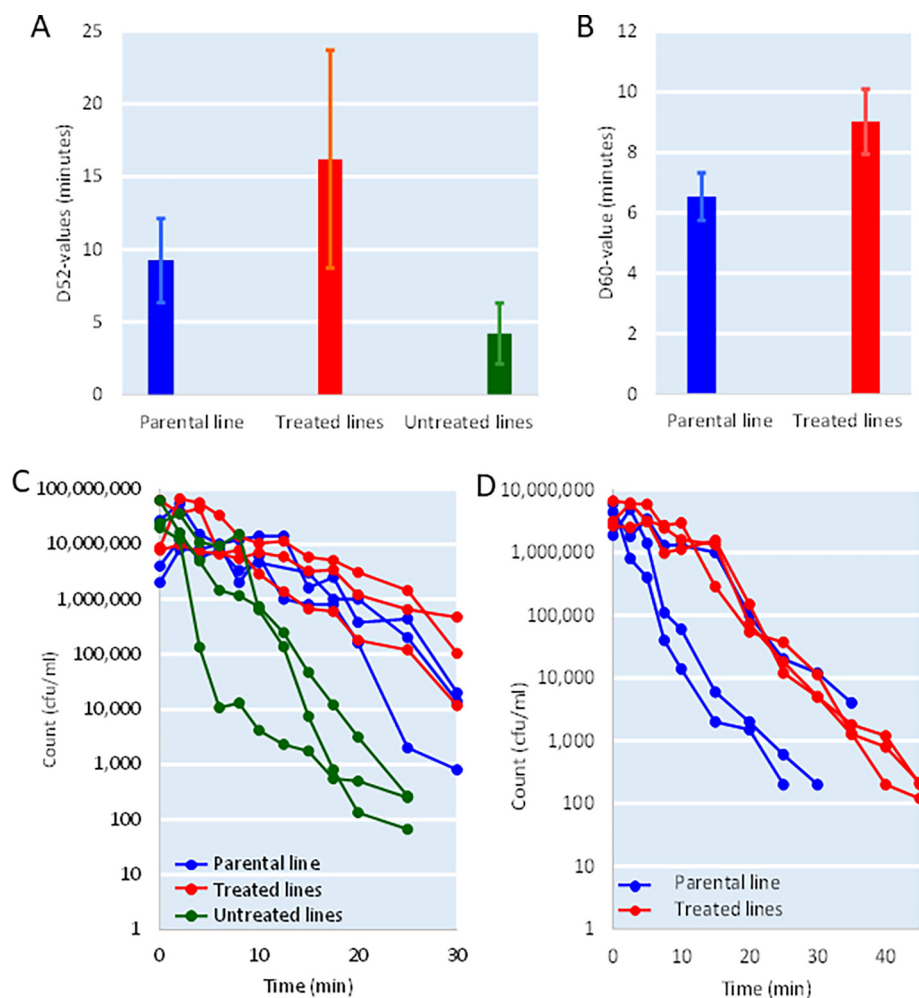 A
D52-values (minutes)
25
20
15
10
5
0
Parental line Treated lines Untreated lines
B
D60-value (minutes)
12
10
8
6
4
2
0
Parental line Treated lines
C
Count (cfu/ml)
100,000,000
10,000,000
1,000,000
100,000
10,000
1,000
100
10
1
Parental line
Treated lines
Untreated lines
0 10 20 30
Time (min)
D
Count (cfu/ml)
10,000,000
1,000,000
100,000
10,000
1,000
100
10
1
Parental line
Treated lines
0 10 20 30 40
Time (min)